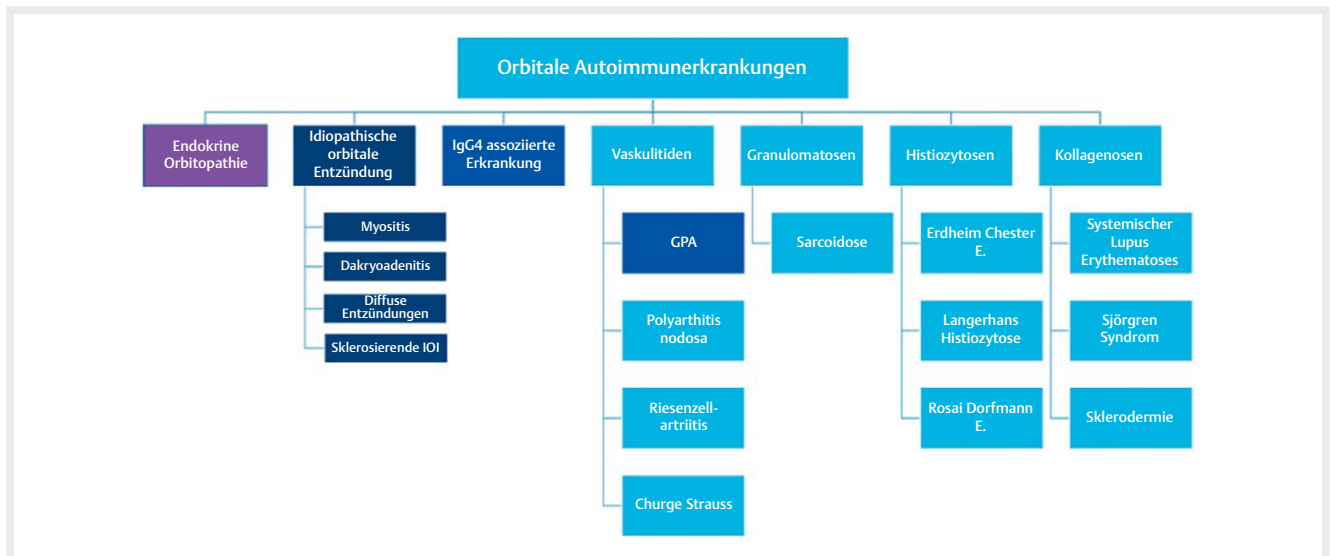 Orbitale Autoimmunerkrankungen
Endokrine
Orbitopathie
Idiopathische
orbitale
Entzündung
IgG4 assoziierte
Erkrankung
Vaskulitiden
Granulomatosen
Histiozytosen
Kollagenosen
Myositis
Dakryoadenitis
Diffuse
Entzündungen
Sklerosierende IOI
GPA
Polyarthitis
nodosa
Riesenzell-
artriitis
Churge Strauss
Sarcoidose
Erdheim Chester
E.
Langerhans
Histiozytose
Rosai Dorfmann
E.
Systemischer
Lupus
Erythematoses
Sjörgren
Syndrom
Sklerodermie